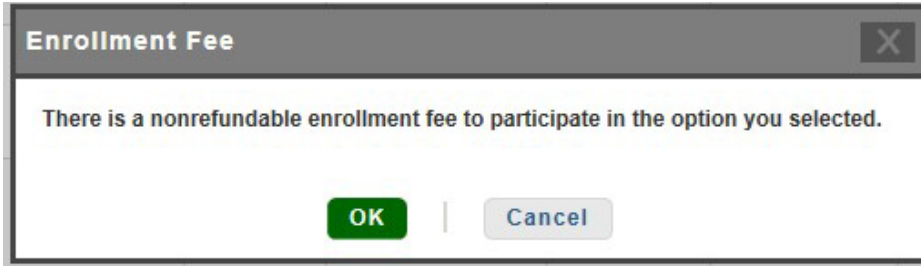 Enrollment Fee
X
There is a nonrefundable enrollment fee to participate in the option you selected.
OK | Cancel